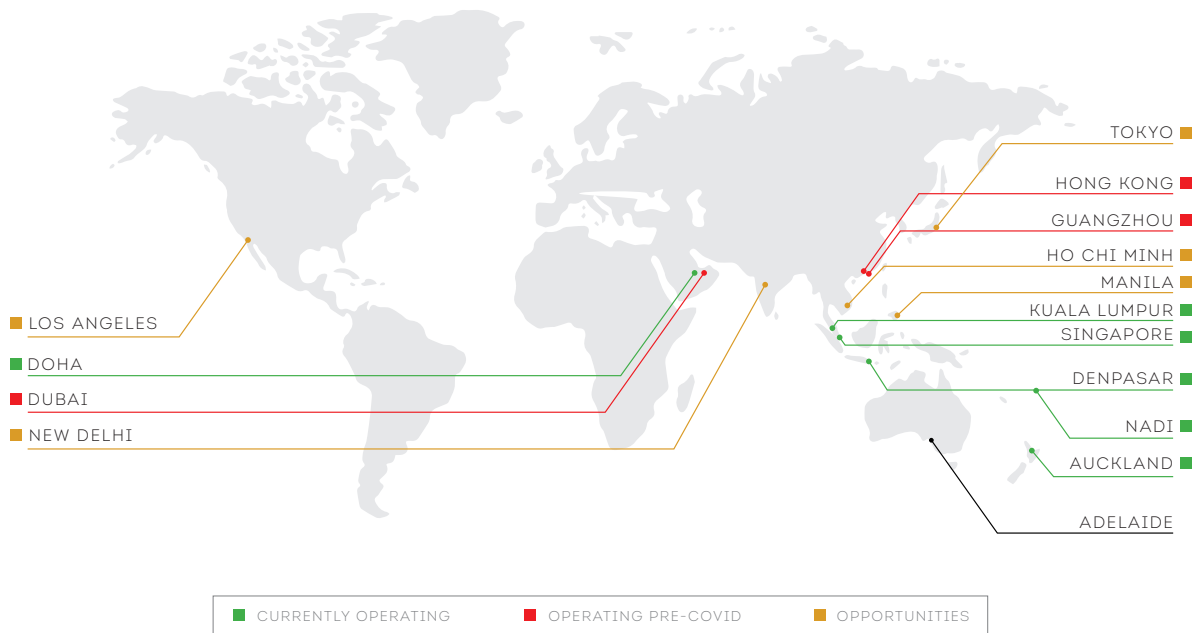 TOKYO
HONG KONG
GUANGZHOU
HO CHI MINH
MANILA
KUALA LUMPUR
SINGAPORE
DENPASAR
NADI
AUCKLAND
ADELAIDE
LOS ANGELES
DOHA
DUBAI
NEW DELHI
CURRENTLY OPERATING
OPERATING PRE-COVID
OPPORTUNITIES